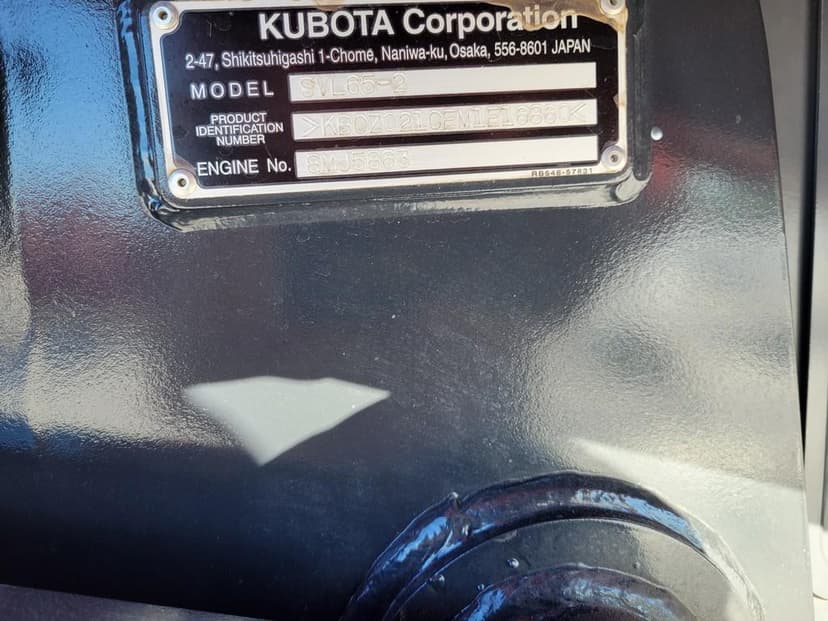 KUBOTA Corporation
2-47, Shikitsuhigashi 1-Chome, Naniwa-ku, Osaka, 556-8601 JAPAN
MODEL SVL65-2
PRODUCT
IDENTIFICATION
NUMBER
ENGINE No. 8MJ5863
RB548-57821